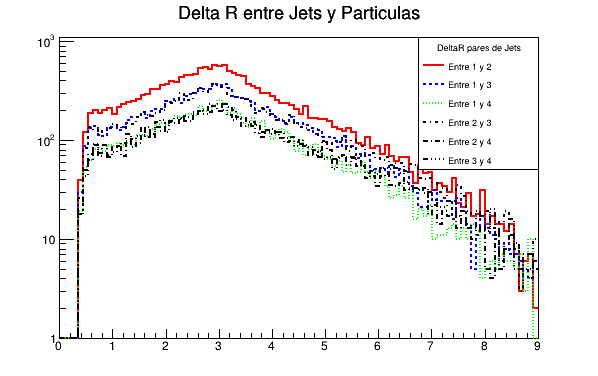 Delta R entre Jets y Particulas
10³
DeltaR pares de Jets
Entre 1 y 2
Entre 1 y 3
Entre 1 y 4
10²
Entre 2 y 3
Entre 2 y 4
Entre 3 y 4
10
1
0 1 2 3 4 5 6 7 8 9